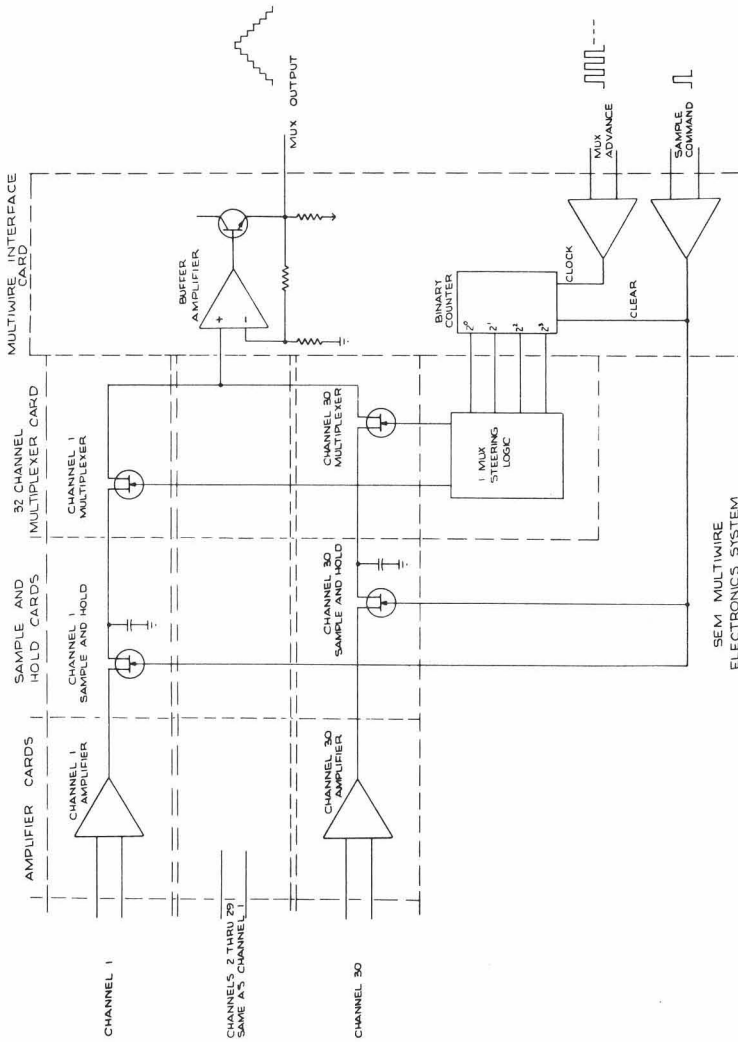 AMPLIFIER CARDS
SAMPLE AND
HOLD CARDS
32 CHANNEL
MULTIPLEXER CARD
MULTIWIRE INTERFACE
CARD
CHANNEL 1
CHANNEL 1
AMPLIFIER
CHANNEL 1
SAMPLE AND HOLD
CHANNEL 1
MULTIPLEXER
BUFFER
AMPLIFIER
+
-
MUX OUTPUT
CHANNELS 2 THRU 29
SAME AS CHANNEL 1
CHANNEL 30
CHANNEL 30
AMPLIFIER
CHANNEL 30
SAMPLE AND HOLD
CHANNEL 30
MULTIPLEXER
1 MUX
STEERING
LOGIC
BINARY
COUNTER
2⁰
2¹
2²
2³
CLOCK
CLEAR
MUX
ADVANCE
SAMPLE
COMMAND
SEM MULTIWIRE
ELECTRONICS SYSTEM